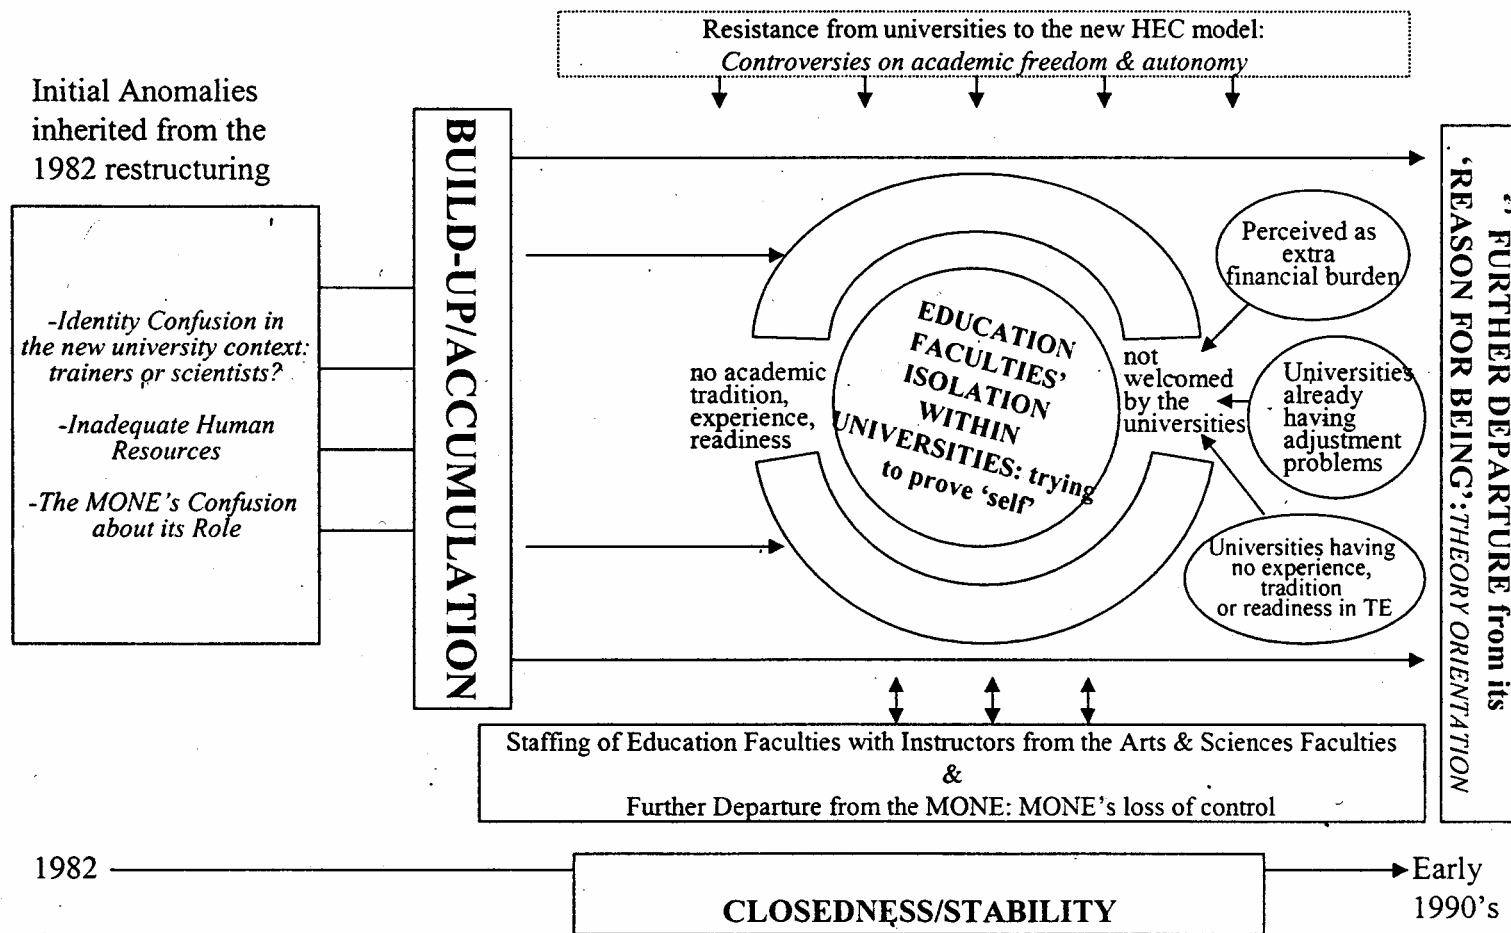 Resistance from universities to the new HEC model:
Controversies on academic freedom & autonomy
Initial Anomalies
inherited from the
1982 restructuring
-Identity Confusion in
the new university context:
trainers or scientists?
-Inadequate Human
Resources
-The MONE's Confusion
about its Role
BUILD-UP/ACCUMULATION
no academic
tradition,
experience,
readiness
EDUCATION
FACULTIES'
ISOLATION
WITHIN
UNIVERSITIES: trying
to prove 'self'
not
welcomed
by the
universities
Perceived as
extra
financial burden
Universities
already
having
adjustment
problems
Universities having
no experience,
tradition
or readiness in TE
FURTHER DEPARTURE from its
'REASON FOR BEING': THEORY ORIENTATION
Staffing of Education Faculties with Instructors from the Arts & Sciences Faculties
&
Further Departure from the MONE: MONE's loss of control
1982
CLOSEDNESS/STABILITY
Early
1990's